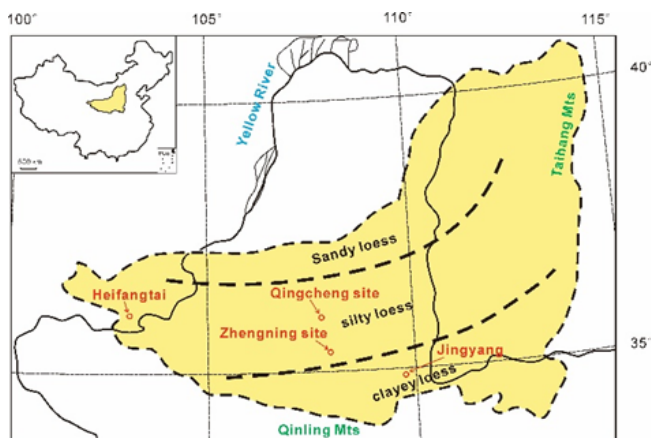 100°
105°
110°
115°
40°
Yellow River
Taihang Mts
Sandy loess
Heifangtai
Qingcheng site
silty loess
Zhengning site
Jingyang
35°
clayey loess
Qinling Mts